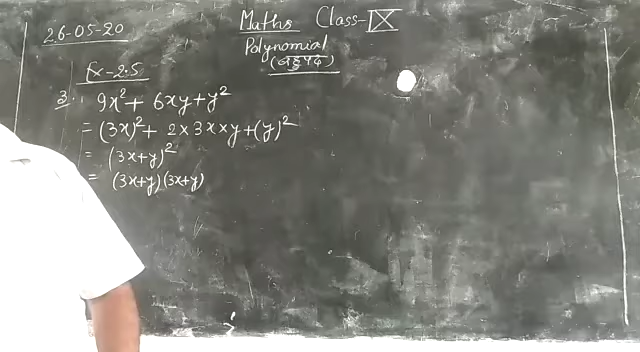 26-05-20
Maths Class-IX
Polynomial
(बहुपद)
Ex-2.5
3. 9x²+ 6xy+y²
= (3x)²+ 2×3x×y+(y)²
= (3x+y)²
= (3x+y)(3x+y)